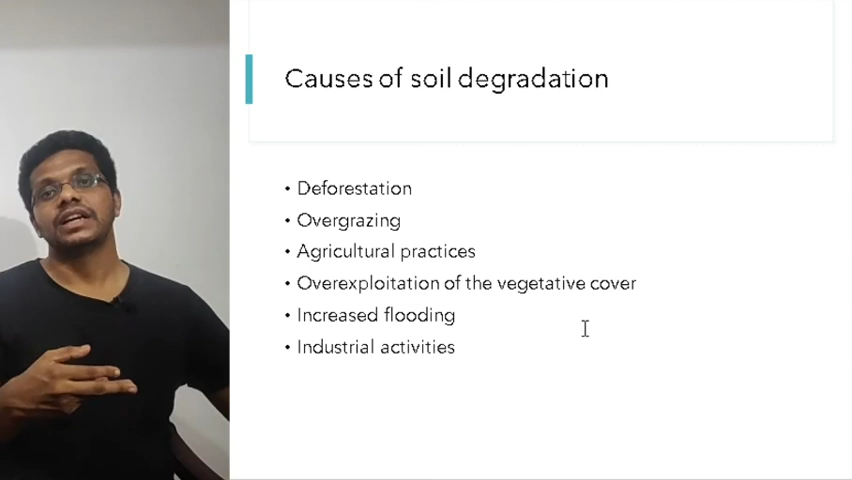 Causes of soil degradation
• Deforestation
• Overgrazing
• Agricultural practices
• Overexploitation of the vegetative cover
• Increased flooding
• Industrial activities